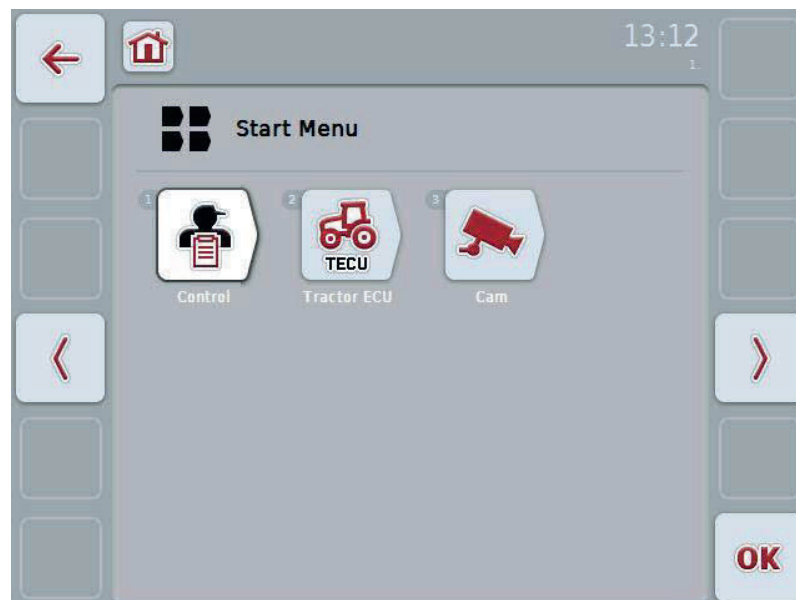 13:12
1.
Start Menu
1 2 3
TECU
Control Tractor ECU Cam
OK